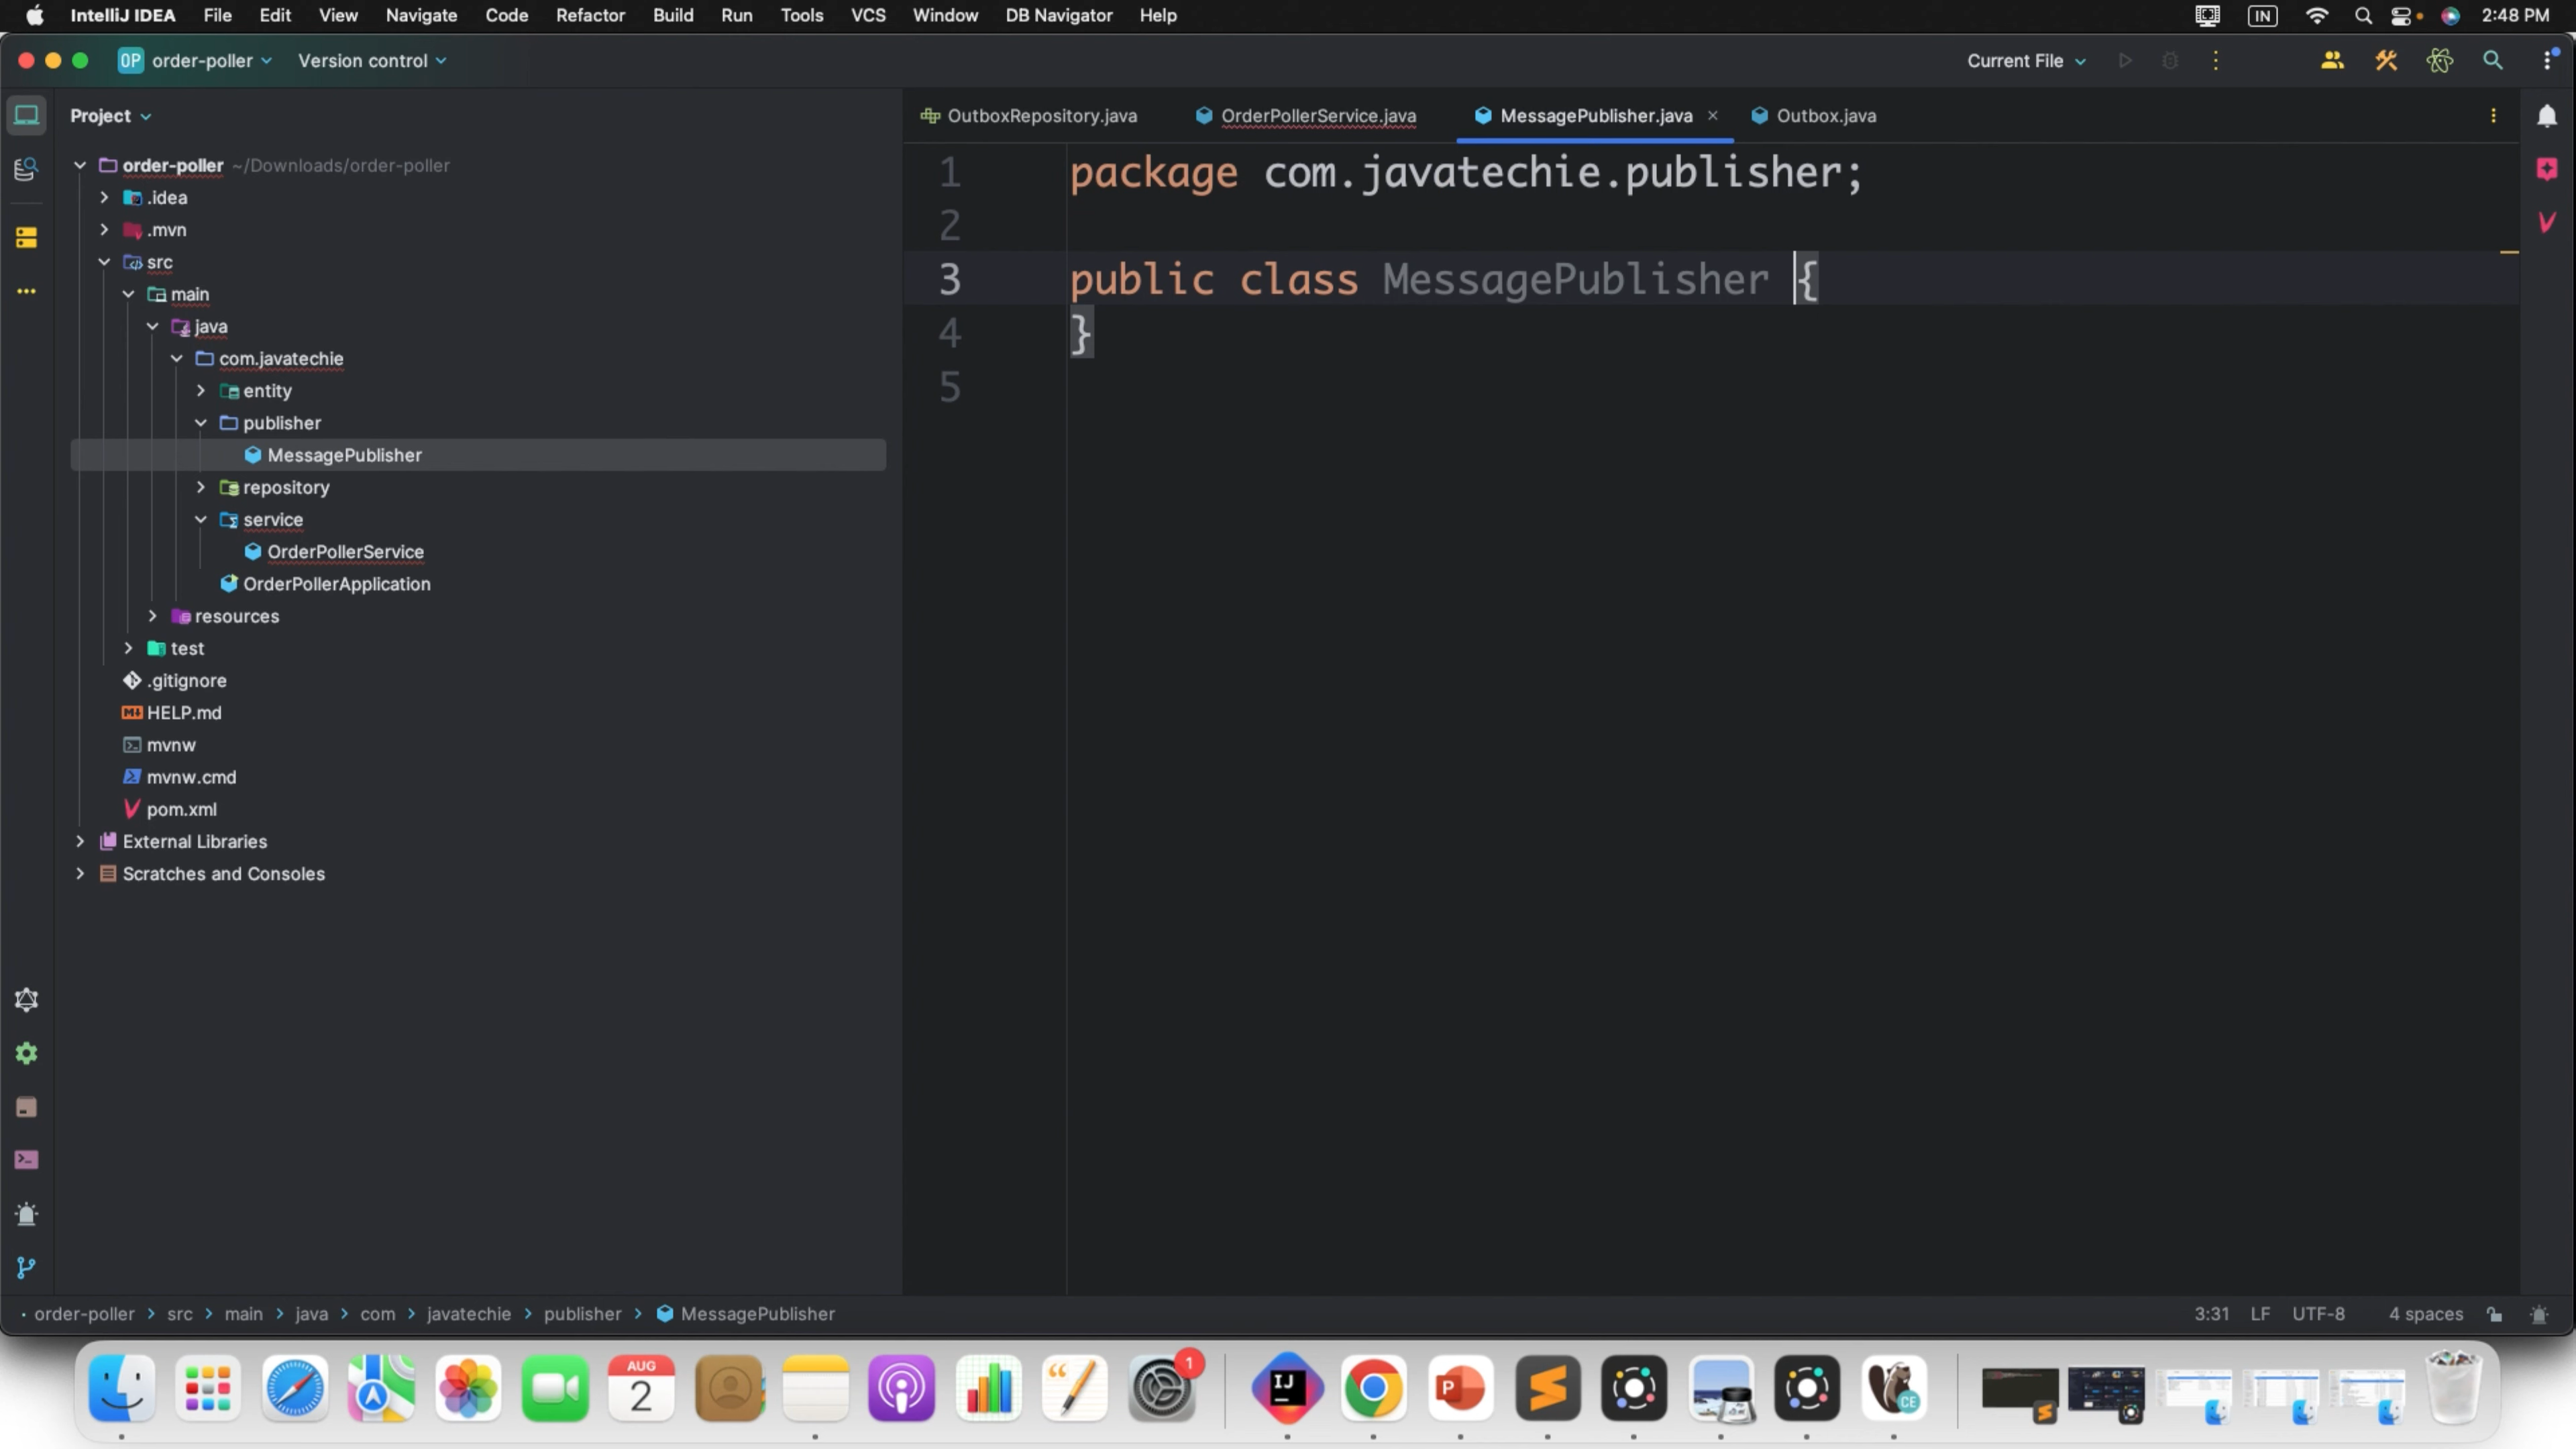 IntelliJ IDEA File Edit View Navigate Code Refactor Build Run Tools VCS Window DB Navigator Help IN 2:48 PM
OP order-poller Version control Current File
Project
OutboxRepository.java OrderPollerService.java MessagePublisher.java Outbox.java
order-poller ~/Downloads/order-poller
.idea
.mvn
src
main
java
com.javatechie
entity
publisher
MessagePublisher
repository
service
OrderPollerService
OrderPollerApplication
resources
test
.gitignore
HELP.md
mvnw
mvnw.cmd
pom.xml
External Libraries
Scratches and Consoles
1 package com.javatechie.publisher;
2
3 public class MessagePublisher {
4 }
5
order-poller > src > main > java > com > javatechie > publisher > MessagePublisher 3:31 LF UTF-8 4 spaces
AUG
2
1
IJ
P
CE